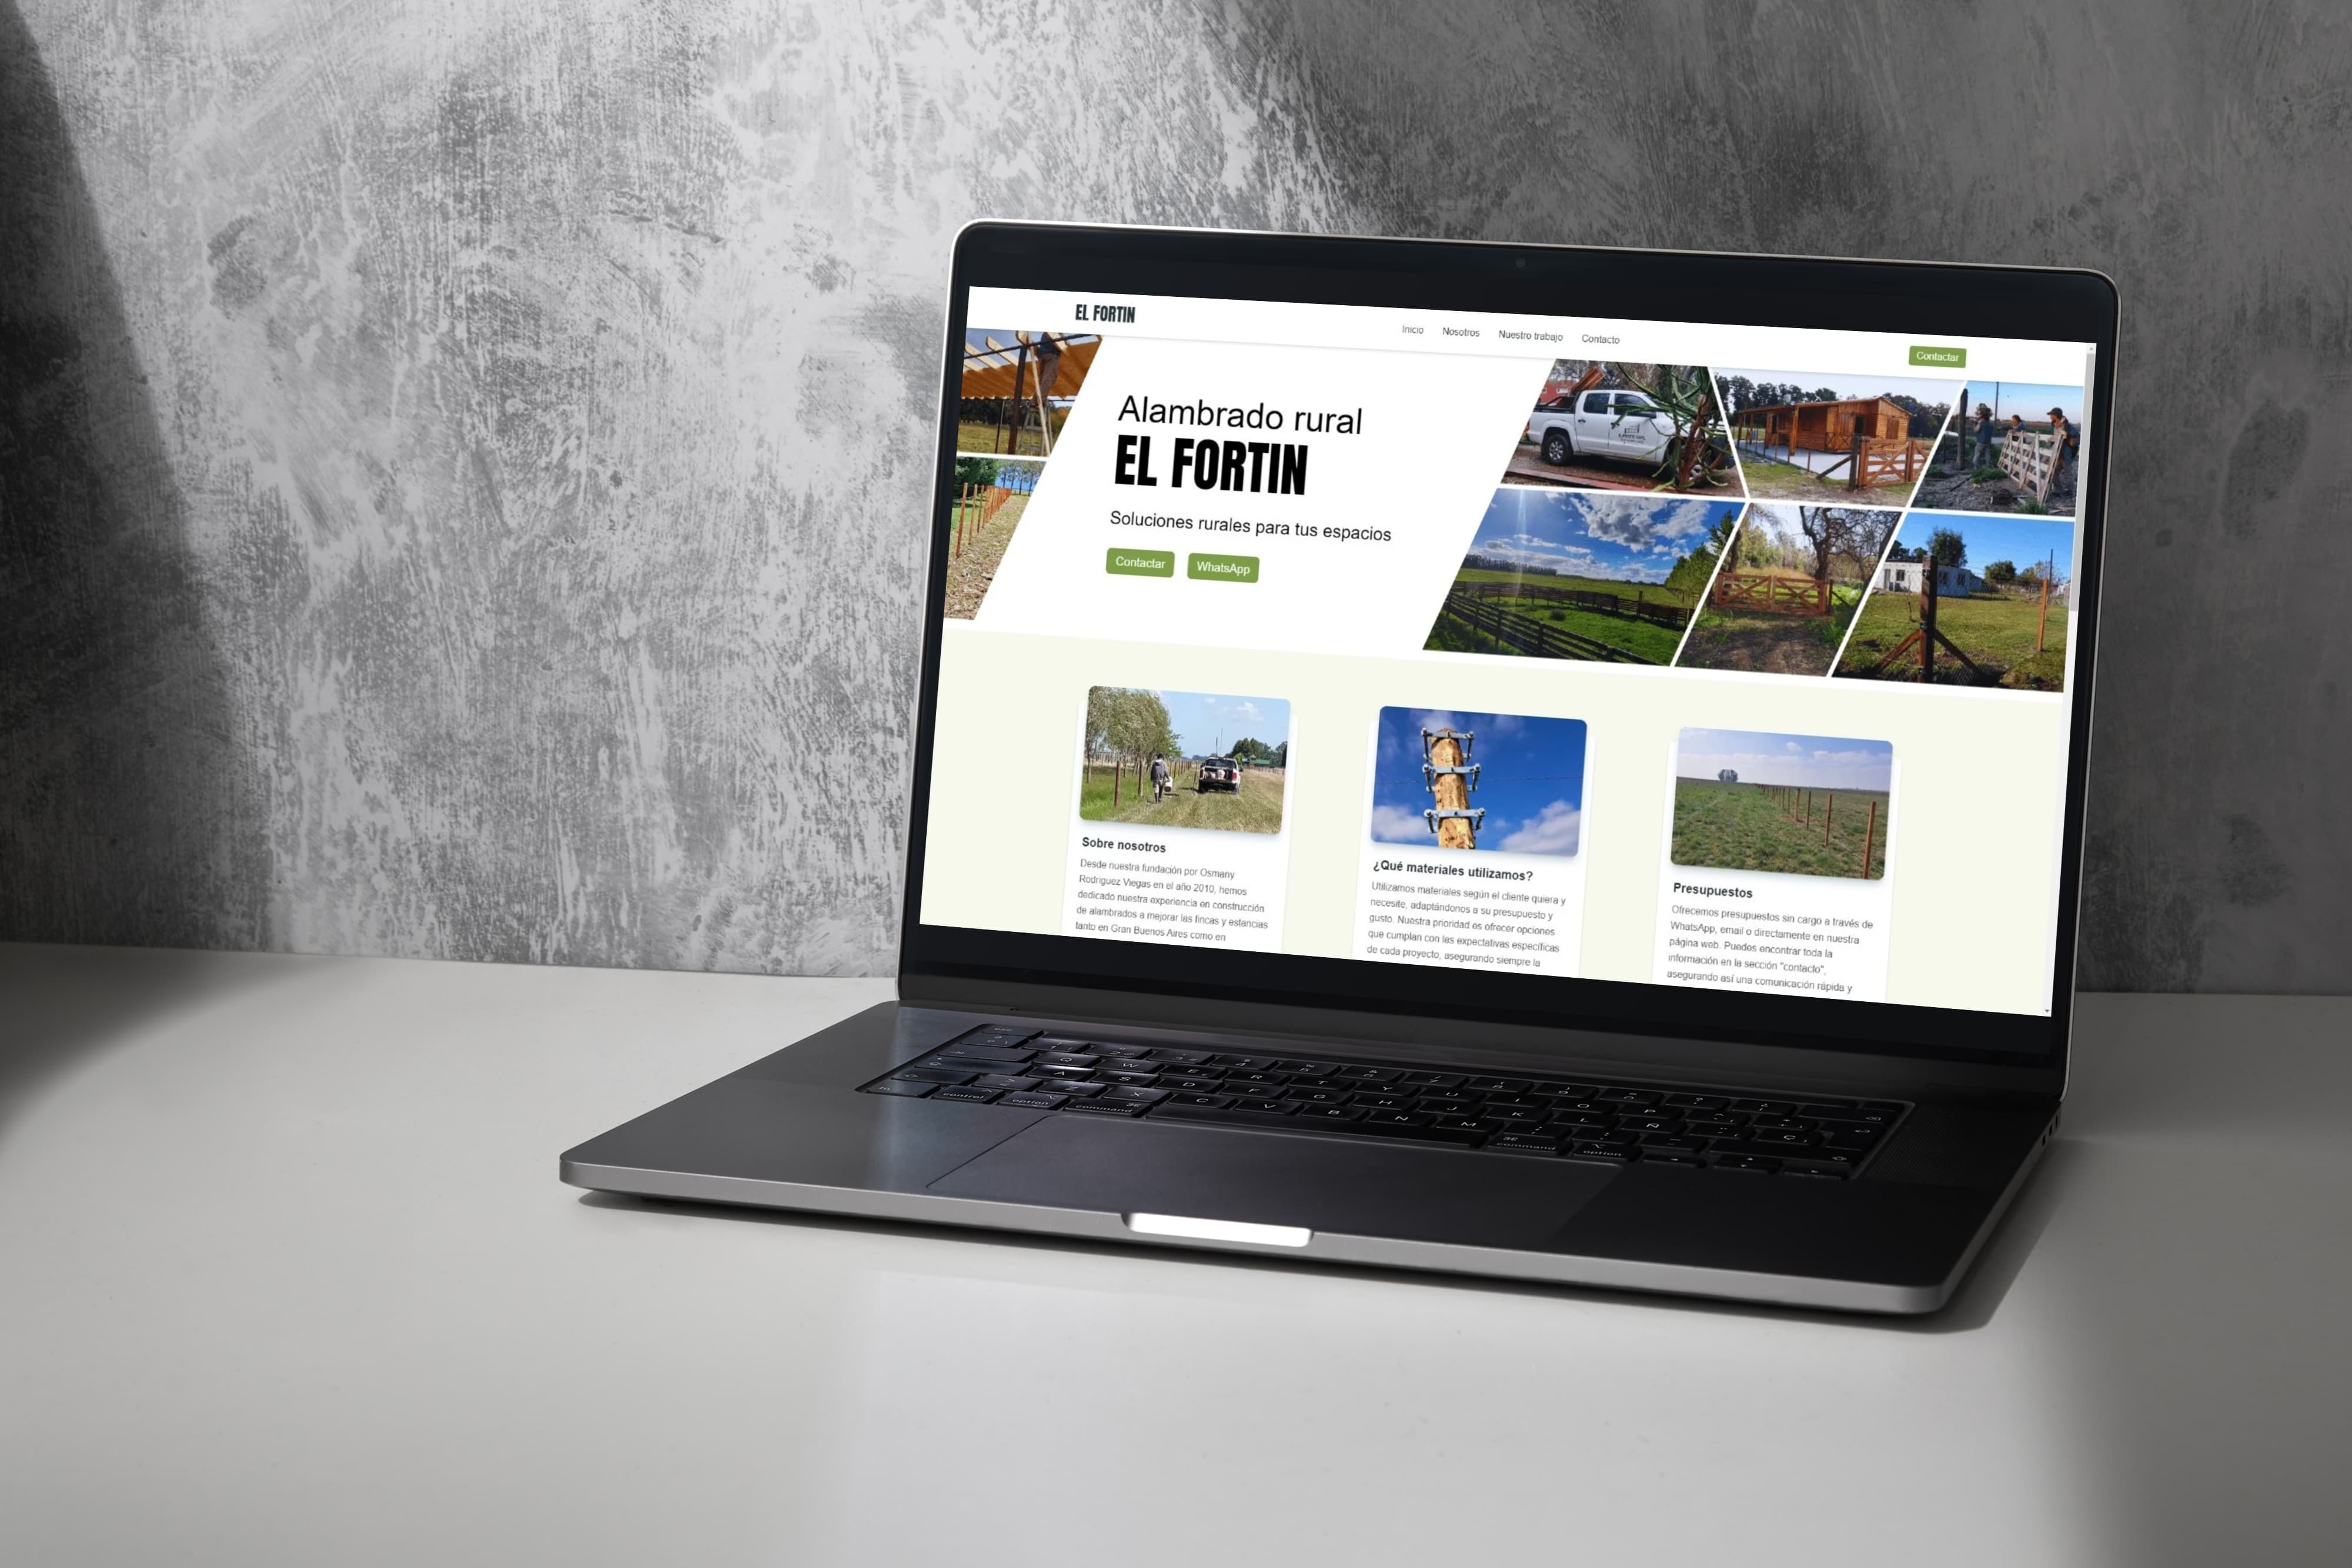 EL FORTIN
Inicio Nosotros Nuestro trabajo Contacto
Contactar
Alambrado rural
EL FORTIN
Soluciones rurales para tus espacios
Contactar WhatsApp
Sobre nosotros
Desde nuestra fundación por Osmany
Rodriguez Viegas en el año 2010, hemos
dedicado nuestra experiencia en construcción
de alambrados a mejorar las fincas y estancias
tanto en Gran Buenos Aires como en
¿Qué materiales utilizamos?
Utilizamos materiales según el cliente quiera y
necesite, adaptándonos a su presupuesto y
gusto. Nuestra prioridad es ofrecer opciones
que cumplan con las expectativas específicas
de cada proyecto, asegurando siempre la
Presupuestos
Ofrecemos presupuestos sin cargo a través de
WhatsApp, email o directamente en nuestra
página web. Puedes encontrar toda la
información en la sección "contacto",
asegurando así una comunicación rápida y
Q W E R T Y U I O P
A S D F G H J K L Ñ
Z X C V B N M
control option command command option